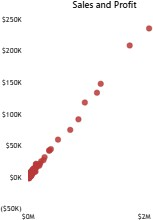 Sales and Profit
$250K
$200K
$150K
$100K
$50K
$0K
($50K)
$0M $2M